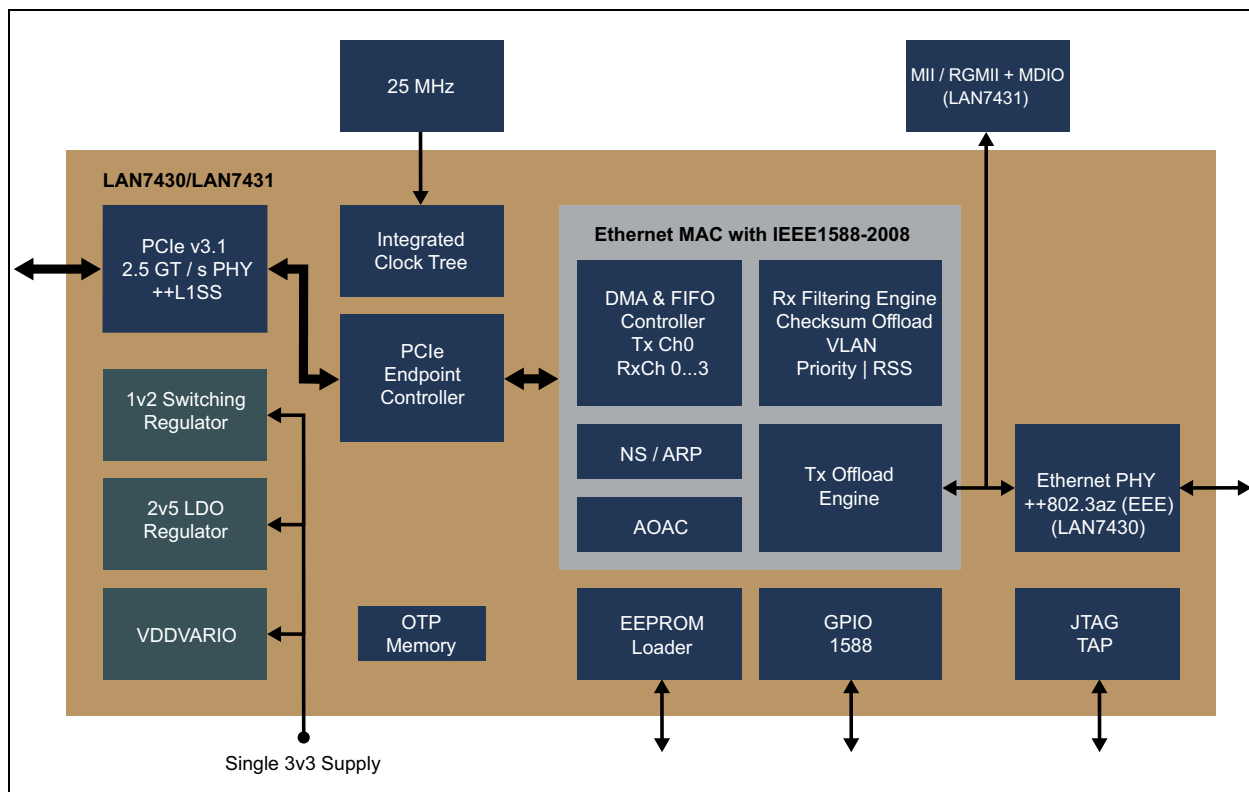 25 MHz
MII / RGMII + MDIO
(LAN7431)
LAN7430/LAN7431
PCIe v3.1
2.5 GT / s PHY
++L1SS
Integrated
Clock Tree
PCIe
Endpoint
Controller
Ethernet MAC with IEEE1588-2008
DMA & FIFO
Controller
Tx Ch0
RxCh 0...3
Rx Filtering Engine
Checksum Offload
VLAN
Priority | RSS
NS / ARP
AOAC
Tx Offload
Engine
Ethernet PHY
++802.3az (EEE)
(LAN7430)
1v2 Switching
Regulator
2v5 LDO
Regulator
VDDVARIO
OTP
Memory
EEPROM
Loader
GPIO
1588
JTAG
TAP
Single 3v3 Supply